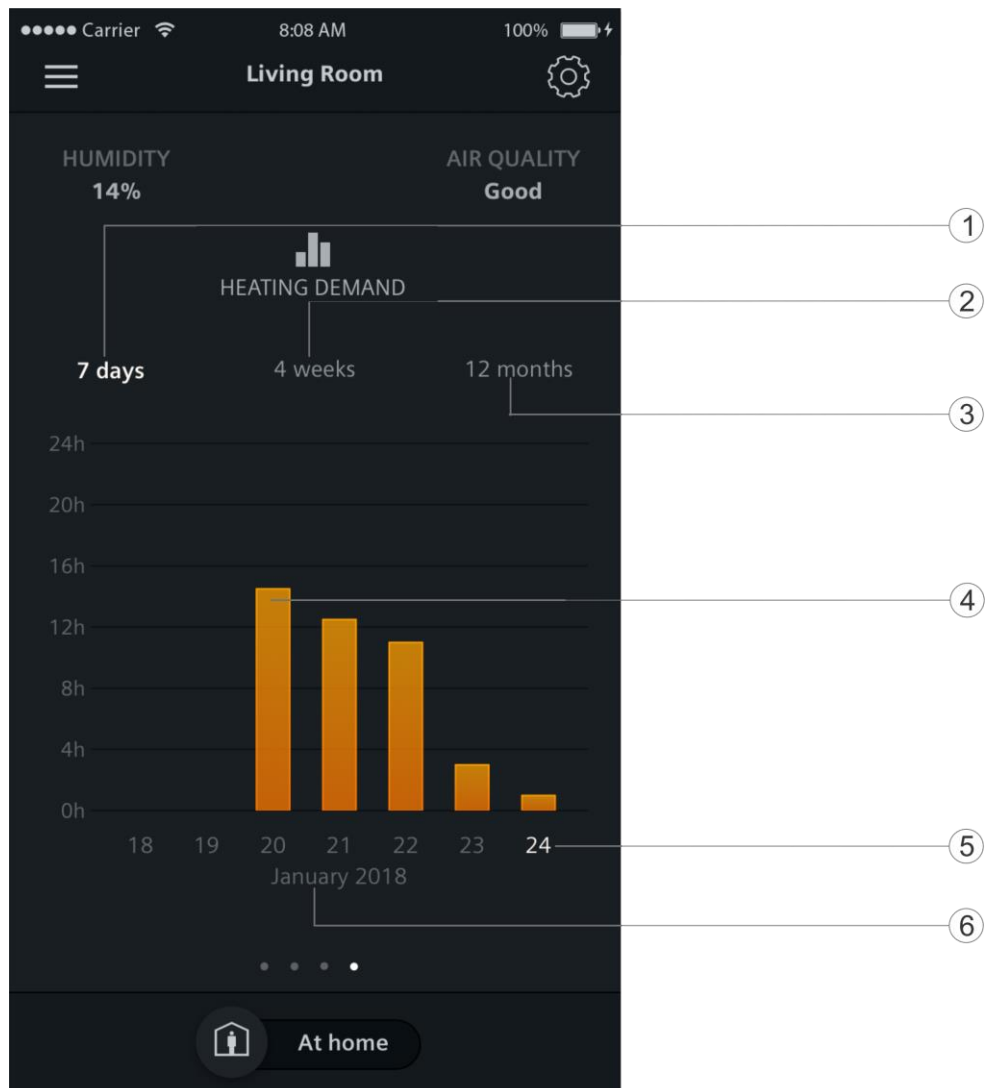 Carrier 8:08 AM 100%
Living Room
HUMIDITY AIR QUALITY
14% Good
1
HEATING DEMAND
2
7 days 4 weeks 12 months
3
24h
20h
16h
4
12h
8h
4h
0h
18 19 20 21 22 23 24 5
January 2018
6
At home